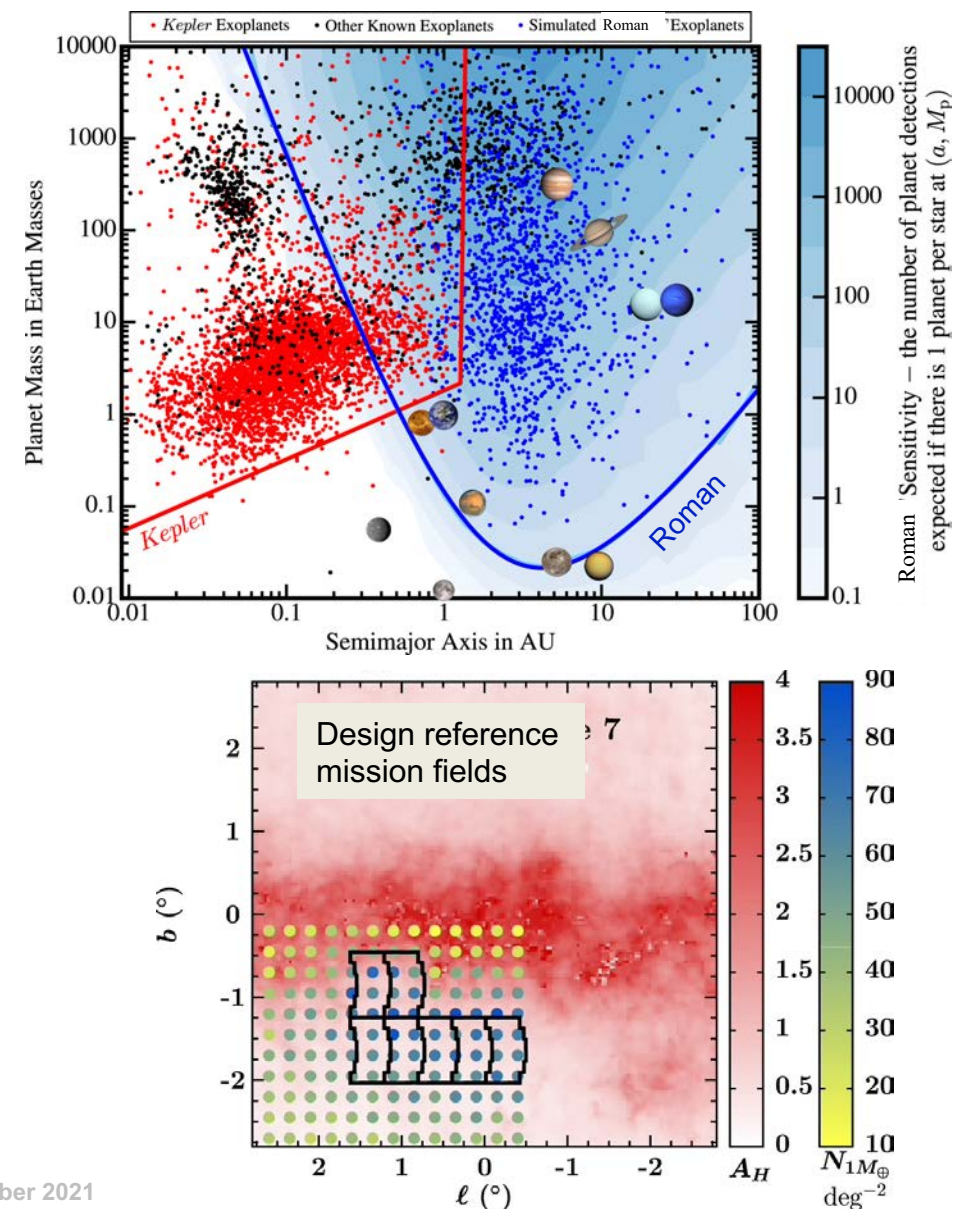 • Kepler Exoplanets • Other Known Exoplanets • Simulated Roman 'Exoplanets
10000
1000
100
10
1
0.1
0.01
Planet Mass in Earth Masses
Kepler
Roman
0.01 0.1 1 10 100
Semimajor Axis in AU
10000
1000
100
10
1
0.1
Roman 'Sensitivity – the number of planet detections
expected if there is 1 planet per star at (a, Mp)
Design reference e 7
mission fields
2
1
0
-1
-2
b (°)
2 1 0 -1 -2
ℓ (°)
4
3.5
3
2.5
2
1.5
1
0.5
0
A_H
90
80
70
60
50
40
30
20
10
N_1M⊕
deg⁻²
ber 2021